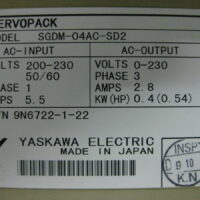 SERVOPACK
MODEL SGDM-04AC-SD2
AC-INPUT AC-OUTPUT
VOLTS 200-230 VOLTS 0-230
50/60 PHASE 3
PHASE 1 AMPS 2.8
AMPS 5.5 KW(HP) 0.4(0.54)
S/N 9N6722-1-22
YASKAWA ELECTRIC
MADE IN JAPAN
INSP
9 10
K.N